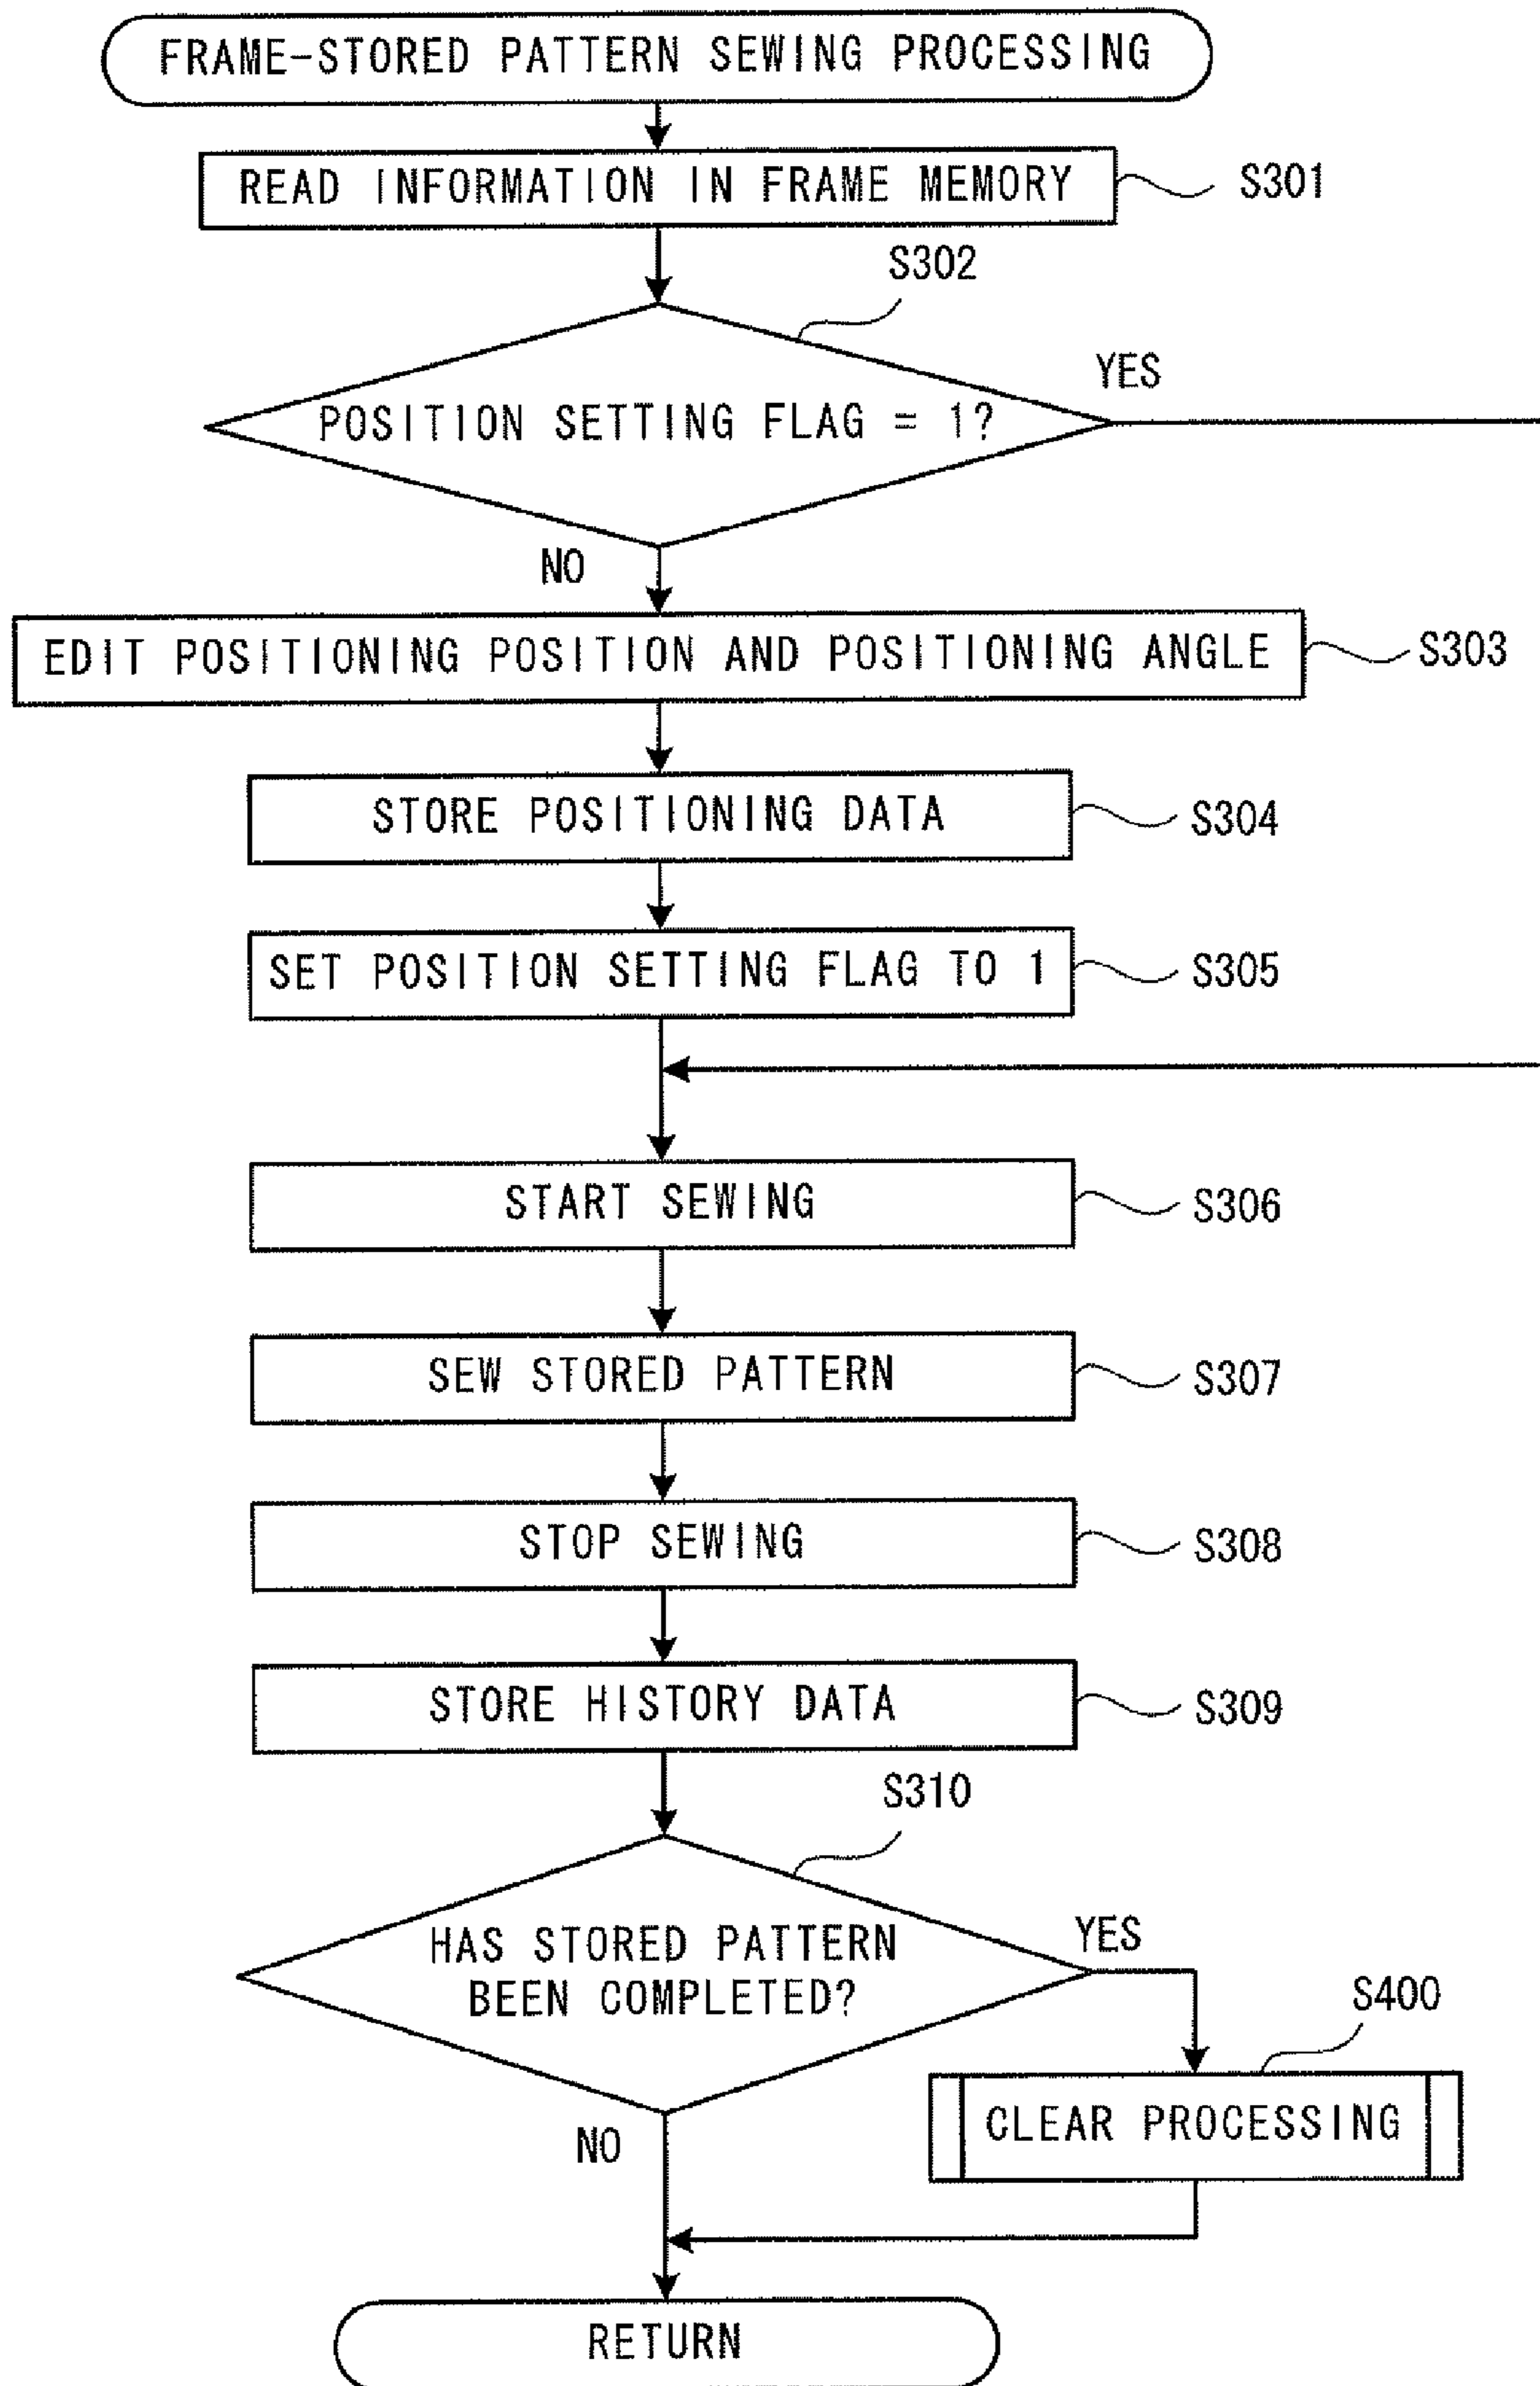 FRAME-STORED PATTERN SEWING PROCESSING
READ INFORMATION IN FRAME MEMORY
S301
S302
YES
POSITION SETTING FLAG = 1?
NO
EDIT POSITIONING POSITION AND POSITIONING ANGLE
S303
STORE POSITIONING DATA
S304
SET POSITION SETTING FLAG TO 1
S305
START SEWING
S306
SEW STORED PATTERN
S307
STOP SEWING
S308
STORE HISTORY DATA
S309
S310
HAS STORED PATTERN
BEEN COMPLETED?
YES
S400
CLEAR PROCESSING
NO
RETURN